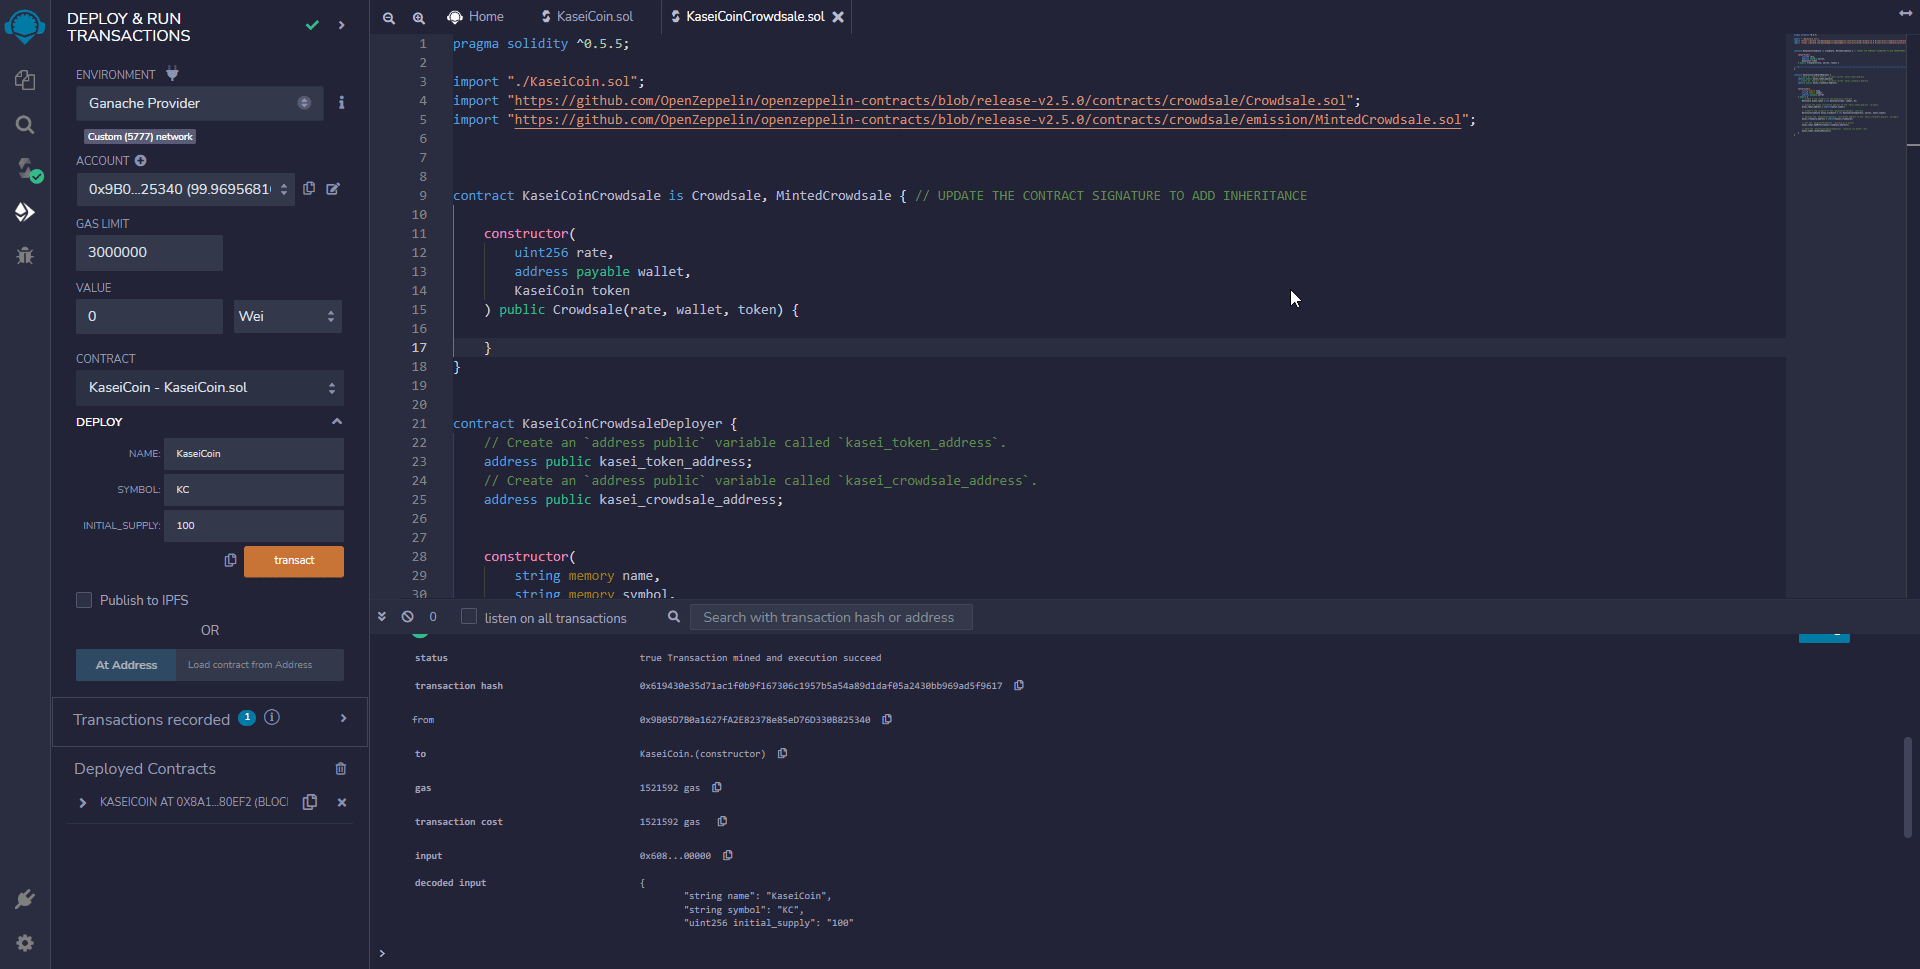 DEPLOY & RUN
TRANSACTIONS
ENVIRONMENT
Ganache Provider
Custom (5777) network
ACCOUNT
0x9B0...25340 (99.9695681
GAS LIMIT
3000000
VALUE
0
Wei
CONTRACT
KaseiCoin - KaseiCoin.sol
DEPLOY
NAME: KaseiCoin
SYMBOL: KC
INITIAL_SUPPLY: 100
transact
Publish to IPFS
OR
At Address Load contract from Address
Transactions recorded 1
Deployed Contracts
KASEICOIN AT 0X8A1...80EF2 (BLOC
Home KaseiCoin.sol KaseiCoinCrowdsale.sol
1 pragma solidity ^0.5.5;
2
3 import "./KaseiCoin.sol";
4 import "https://github.com/OpenZeppelin/openzeppelin-contracts/blob/release-v2.5.0/contracts/crowdsale/Crowdsale.sol";
5 import "https://github.com/OpenZeppelin/openzeppelin-contracts/blob/release-v2.5.0/contracts/crowdsale/emission/MintedCrowdsale.sol";
6
7
8
9 contract KaseiCoinCrowdsale is Crowdsale, MintedCrowdsale { // UPDATE THE CONTRACT SIGNATURE TO ADD INHERITANCE
10
11 constructor(
12 uint256 rate,
13 address payable wallet,
14 KaseiCoin token
15 ) public Crowdsale(rate, wallet, token) {
16
17 }
18 }
19
20
21 contract KaseiCoinCrowdsaleDeployer {
22 // Create an `address public` variable called `kasei_token_address`.
23 address public kasei_token_address;
24 // Create an `address public` variable called `kasei_crowdsale_address`.
25 address public kasei_crowdsale_address;
26
27
28 constructor(
29 string memory name,
30 string memory symbol,
0 listen on all transactions Search with transaction hash or address
status true Transaction mined and execution succeed
transaction hash 0x619430e35d71ac1f0b9f167306c1957b5a54a89d1daf05a2430bb969ad5f9617
from 0x9B05D7B0a1627fA2E82378e85eD76D330B825340
to KaseiCoin.(constructor)
gas 1521592 gas
transaction cost 1521592 gas
input 0x608...00000
decoded input {
"string name": "KaseiCoin",
"string symbol": "KC",
"uint256 initial_supply": "100"
>